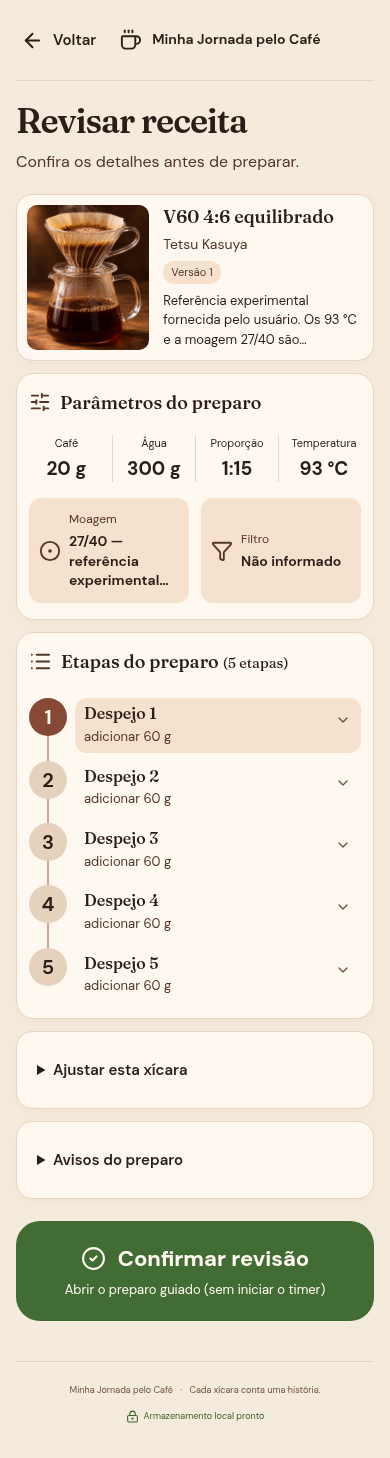 Voltar
Minha Jornada pelo Café
Revisar receita
Confira os detalhes antes de preparar.
V60 4:6 equilibrado
Tetsu Kasuya
Versão 1
Referência experimental
fornecida pelo usuário. Os 93 °C
e a moagem 27/40 são…
Parâmetros do preparo
Café
20 g
Água
300 g
Proporção
1:15
Temperatura
93 °C
Moagem
27/40 —
referência
experimental…
Filtro
Não informado
Etapas do preparo (5 etapas)
1
Despejo 1
adicionar 60 g
2
Despejo 2
adicionar 60 g
3
Despejo 3
adicionar 60 g
4
Despejo 4
adicionar 60 g
5
Despejo 5
adicionar 60 g
Ajustar esta xícara
Avisos do preparo
Confirmar revisão
Abrir o preparo guiado (sem iniciar o timer)
Minha Jornada pelo Café · Cada xícara conta uma história.
Armazenamento local pronto